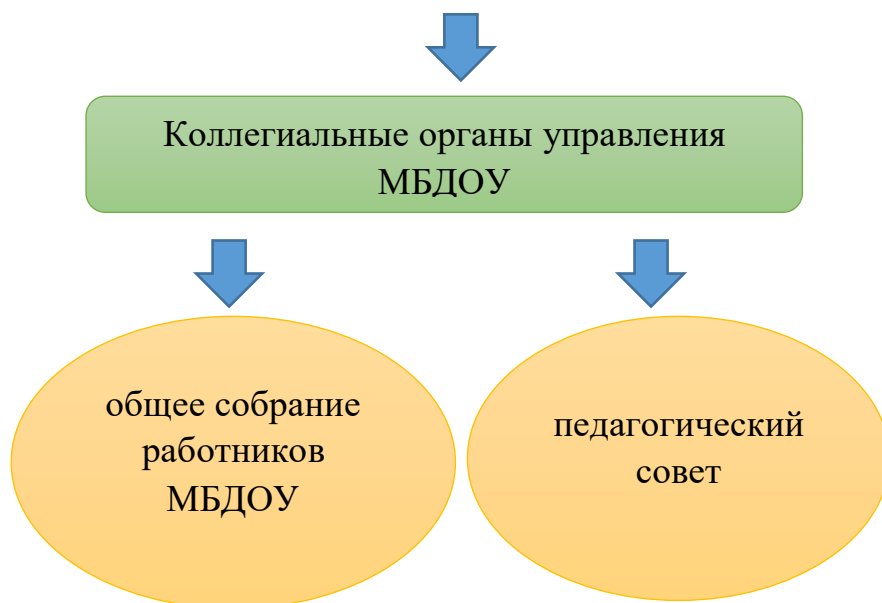 Коллегиальные органы управления
МБДОУ
общее собрание
работников
МБДОУ
педагогический
совет